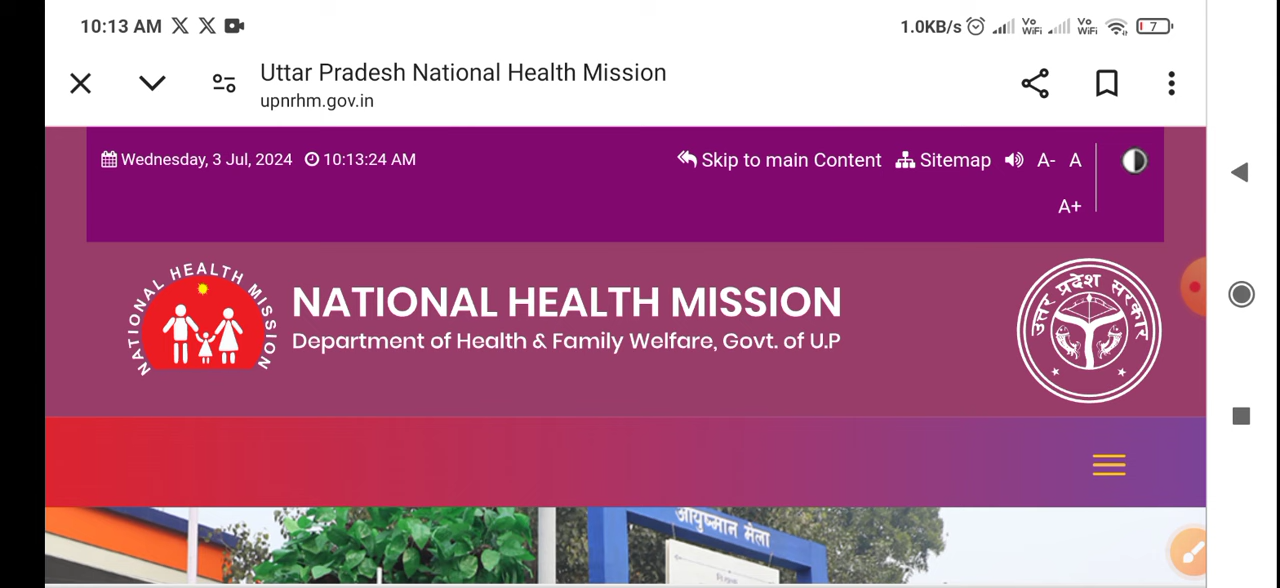 10:13 AM
1.0KB/s Vo WiFi Vo WiFi 7
Uttar Pradesh National Health Mission
upnrhm.gov.in
Wednesday, 3 Jul, 2024 10:13:24 AM
Skip to main Content Sitemap A- A
A+
NATIONAL HEALTH MISSION
NATIONAL HEALTH MISSION
Department of Health & Family Welfare, Govt. of U.P
उत्तर प्रदेश सरकार
आयुष्मान मेला